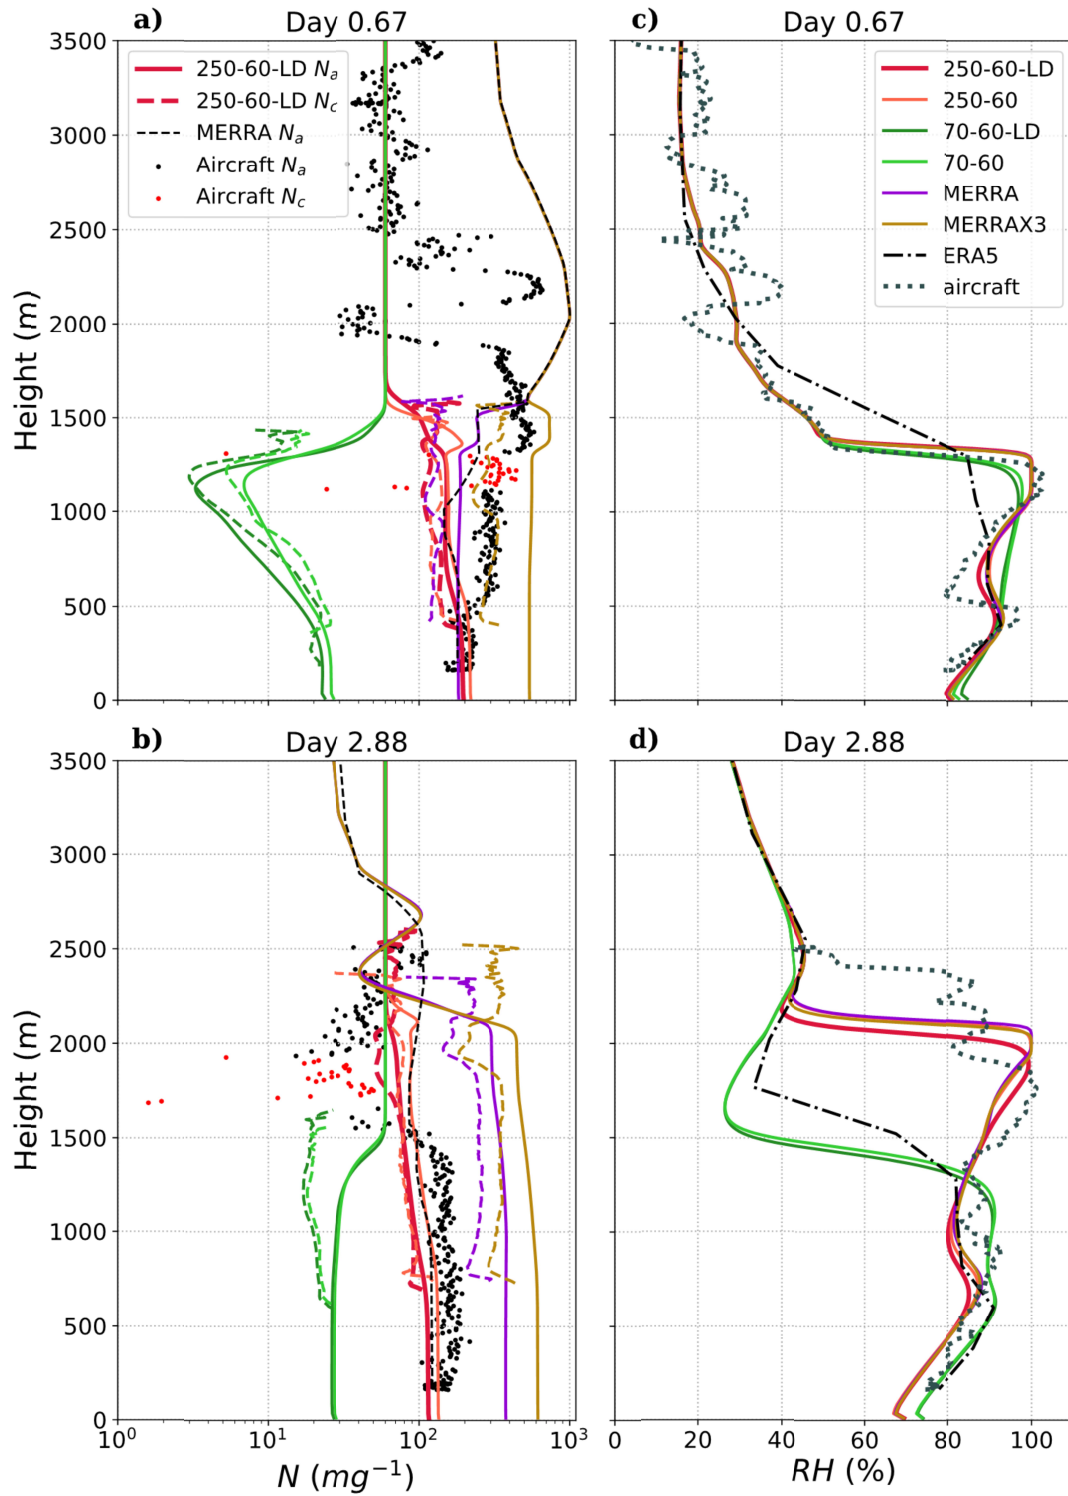 a)
Day 0.67
c)
Day 0.67
3500
3000
2500
2000
1500
1000
500
0
Height (m)
250-60-LD Nₐ
250-60-LD N_c
MERRA Nₐ
Aircraft Nₐ
Aircraft N_c
250-60-LD
250-60
70-60-LD
70-60
MERRA
MERRAX3
ERA5
aircraft
b)
Day 2.88
d)
Day 2.88
3500
3000
2500
2000
1500
1000
500
0
Height (m)
10⁰ 10¹ 10² 10³
N (mg⁻¹)
0 20 40 60 80 100
RH (%)